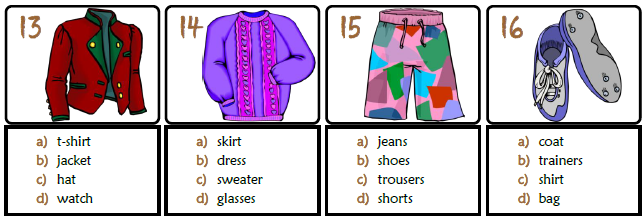 13
14
15
16
a) t-shirt
b) jacket
c) hat
d) watch
a) skirt
b) dress
c) sweater
d) glasses
a) jeans
b) shoes
c) trousers
d) shorts
a) coat
b) trainers
c) shirt
d) bag